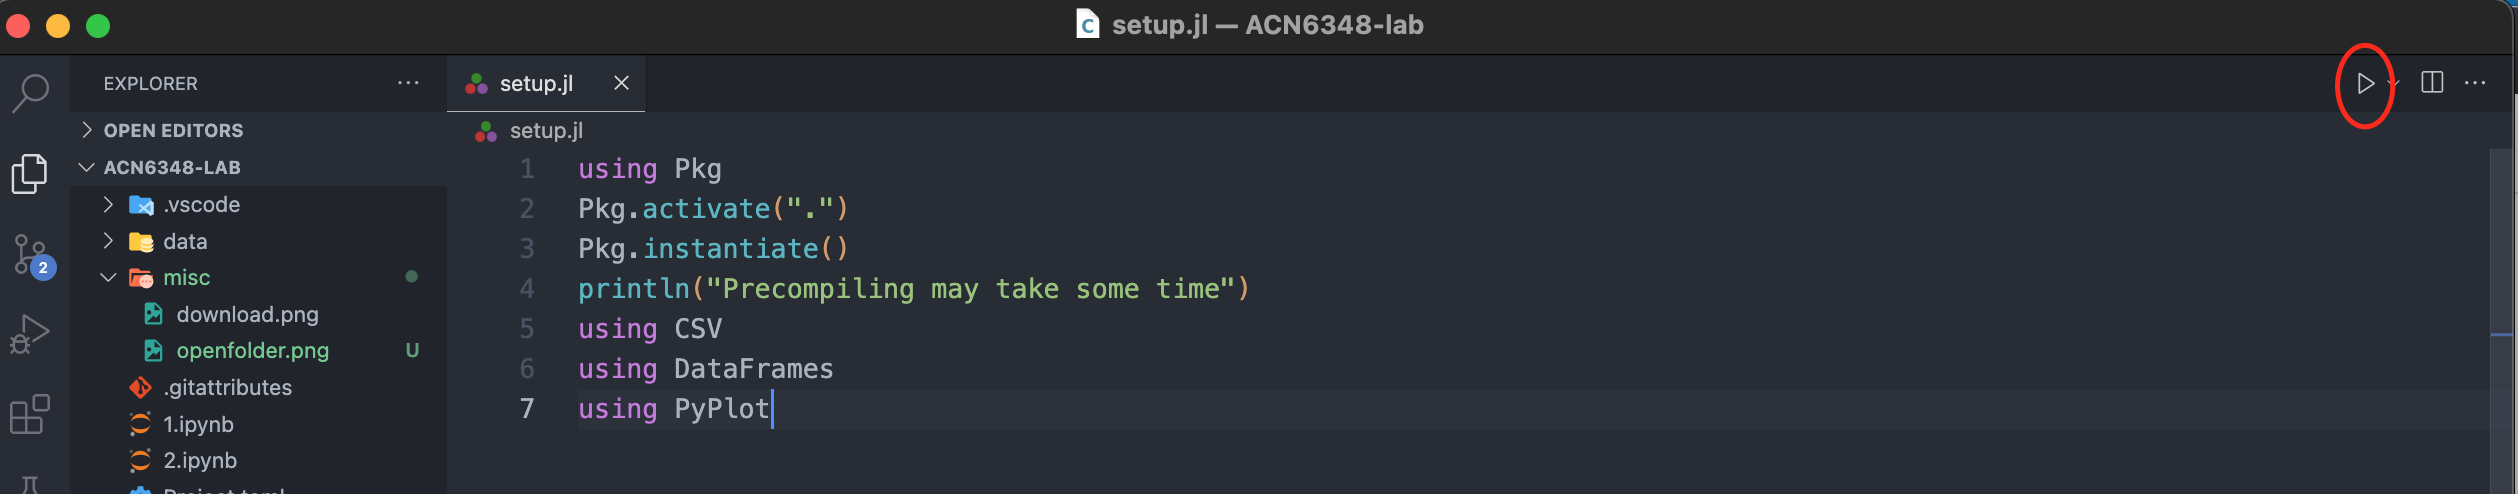 setup.jl — ACN6348-lab
EXPLORER
OPEN EDITORS
ACN6348-LAB
.vscode
data
misc
download.png
openfolder.png U
.gitattributes
1.ipynb
2.ipynb
Project.toml
2
setup.jl
setup.jl
1 using Pkg
2 Pkg.activate(".")
3 Pkg.instantiate()
4 println("Precompiling may take some time")
5 using CSV
6 using DataFrames
7 using PyPlot